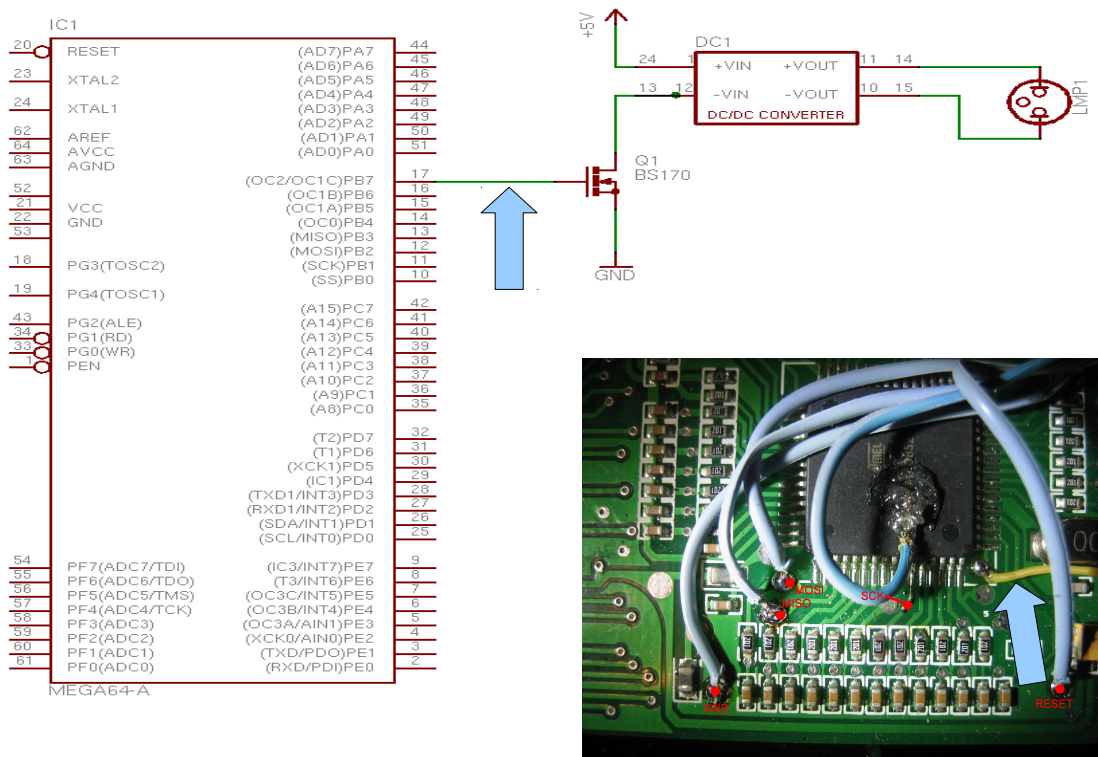 IC1
20 RESET
23 XTAL2
24 XTAL1
62 AREF
64 AVCC
63 AGND
52
21 VCC
22 GND
53
18 PG3(TOSC2)
19 PG4(TOSC1)
43 PG2(ALE)
34 PG1(RD)
33 PG0(WR)
1 PEN
54 PF7(ADC7/TDI)
55 PF6(ADC6/TDO)
56 PF5(ADC5/TMS)
57 PF4(ADC4/TCK)
58 PF3(ADC3)
59 PF2(ADC2)
60 PF1(ADC1)
61 PF0(ADC0)
(AD7)PA7 44
(AD6)PA6 45
(AD5)PA5 46
(AD4)PA4 47
(AD3)PA3 48
(AD2)PA2 49
(AD1)PA1 50
(AD0)PA0 51
(OC2/OC1C)PB7 17
(OC1B)PB6 16
(OC1A)PB5 15
(OC0)PB4 14
(MISO)PB3 13
(MOSI)PB2 12
(SCK)PB1 11
(SS)PB0 10
(A15)PC7 42
(A14)PC6 41
(A13)PC5 40
(A12)PC4 39
(A11)PC3 38
(A10)PC2 37
(A9)PC1 36
(A8)PC0 35
(T2)PD7 32
(T1)PD6 31
(XCK1)PD5 30
(IC1)PD4 29
(TXD1/INT3)PD3 28
(RXD1/INT2)PD2 27
(SDA/INT1)PD1 26
(SCL/INT0)PD0 25
(IC3/INT7)PE7 9
(T3/INT6)PE6 8
(OC3C/INT5)PE5 7
(OC3B/INT4)PE4 6
(OC3A/AIN1)PE3 5
(XCK0/AIN0)PE2 4
(TXD/PDO)PE1 3
(RXD/PDI)PE0 2
MEGA64-A
+5V
DC1
24 1 +VIN +VOUT 11 14
13 12 -VIN -VOUT 10 15
DC/DC CONVERTER
LMP1
Q1
BS170
GND
MOSI
MISO
SCK
RESET